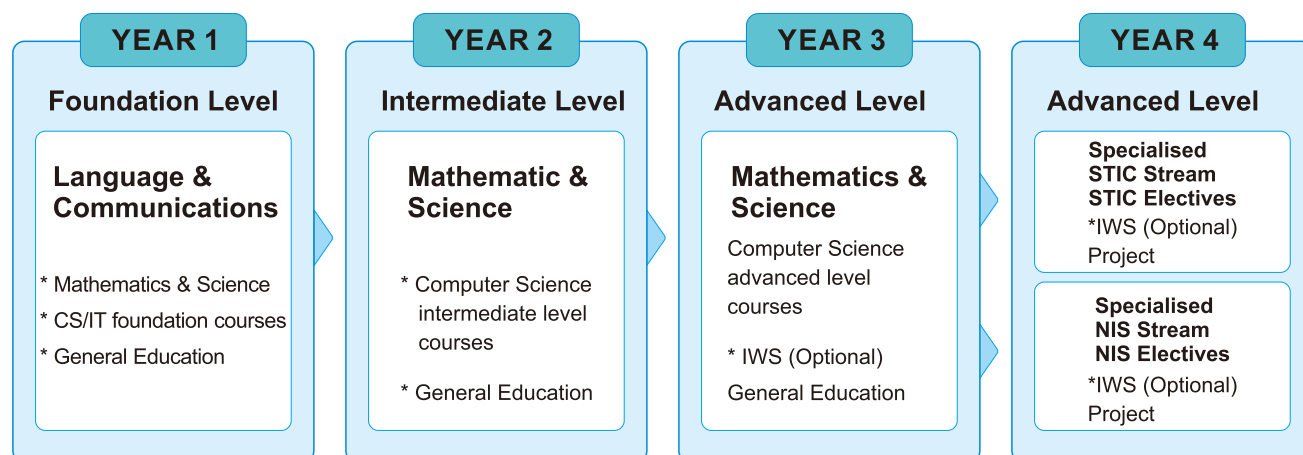 YEAR 1
Foundation Level
Language &
Communications
* Mathematics & Science
* CS/IT foundation courses
* General Education
YEAR 2
Intermediate Level
Mathematic &
Science
* Computer Science
intermediate level
courses
* General Education
YEAR 3
Advanced Level
Mathematics &
Science
Computer Science
advanced level
courses
* IWS (Optional)
General Education
YEAR 4
Advanced Level
Specialised
STIC Stream
STIC Electives
*IWS (Optional)
Project
Specialised
NIS Stream
NIS Electives
*IWS (Optional)
Project